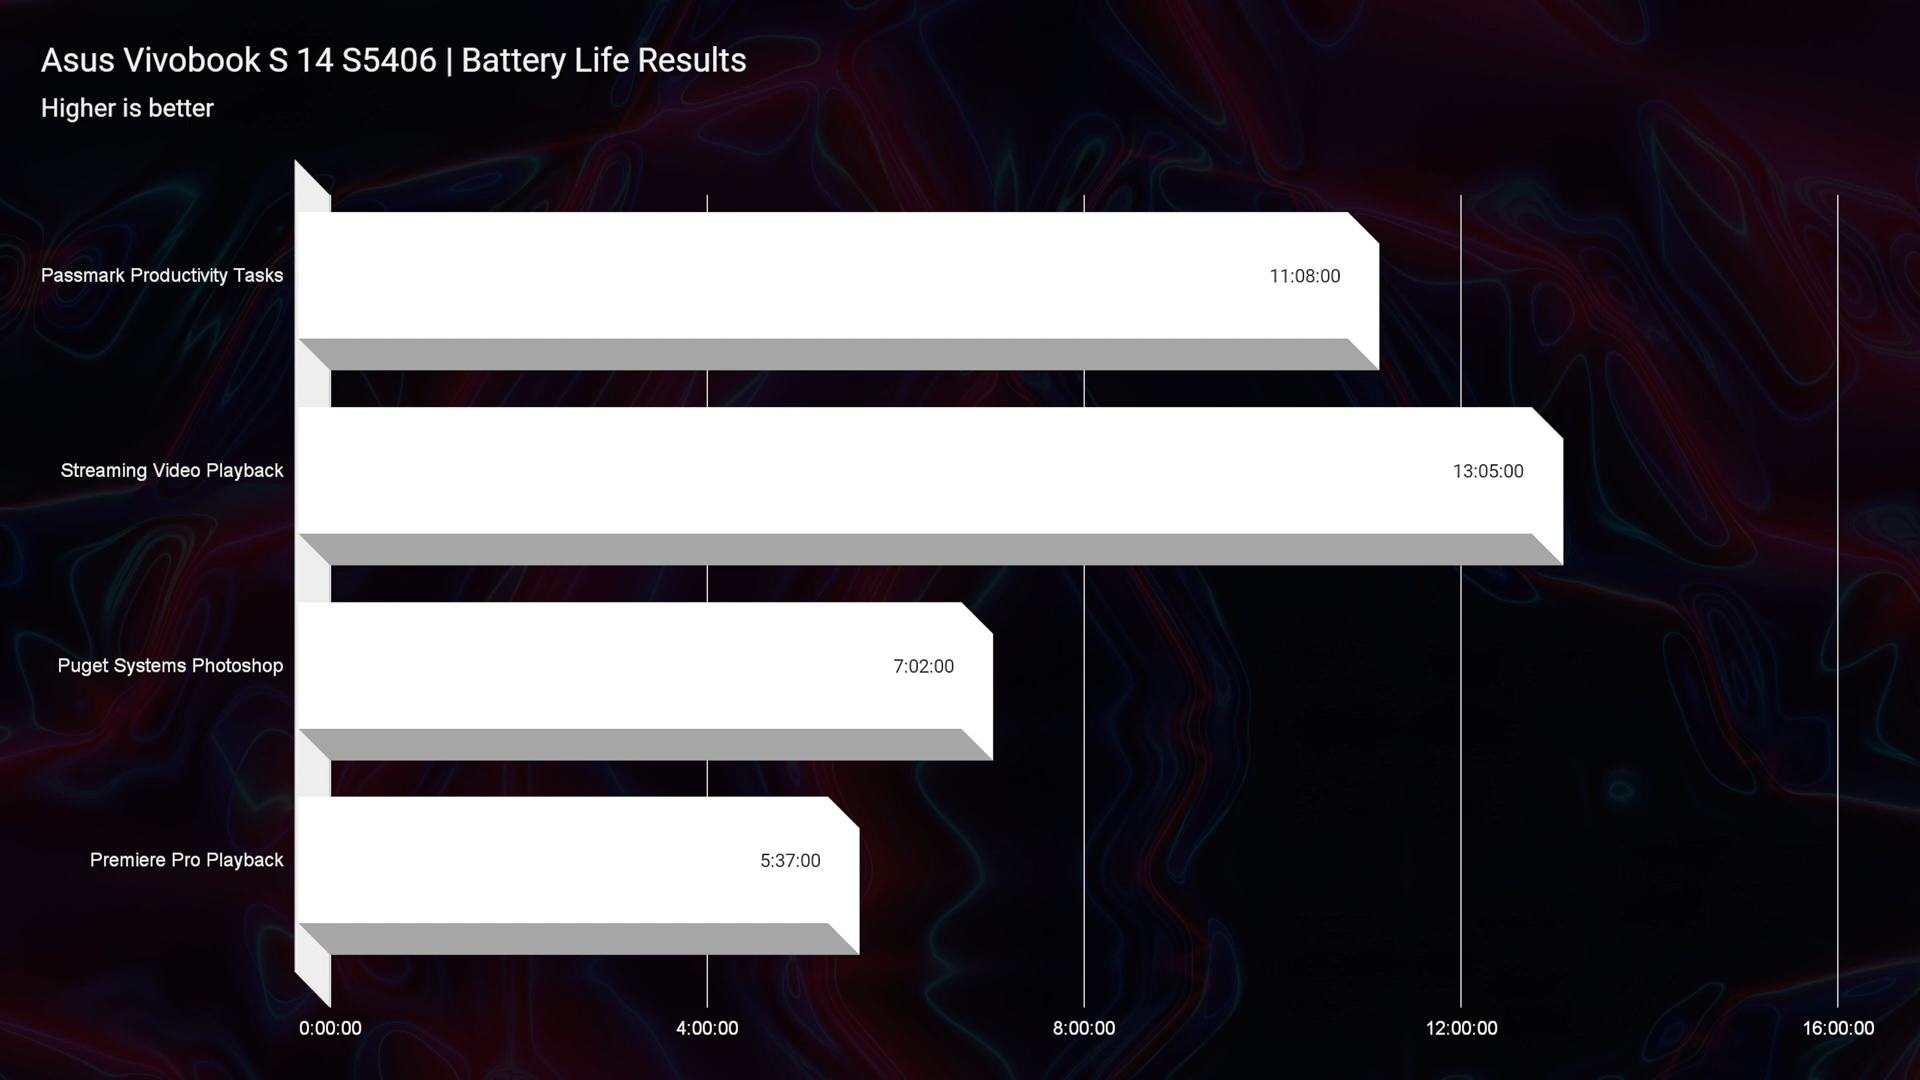 Asus Vivobook S 14 S5406 | Battery Life Results
Higher is better
Passmark Productivity Tasks
11:08:00
Streaming Video Playback
13:05:00
Puget Systems Photoshop
7:02:00
Premiere Pro Playback
5:37:00
0:00:00
4:00:00
8:00:00
12:00:00
16:00:00